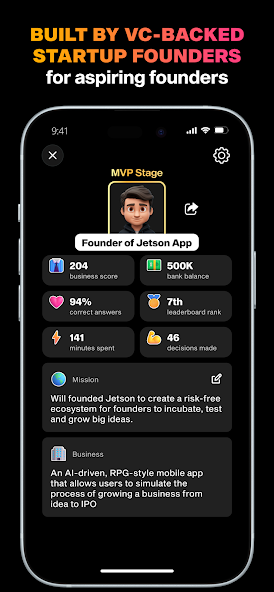 BUILT BY VC-BACKED
STARTUP FOUNDERS
for aspiring founders
9:41
MVP Stage
Founder of Jetson App
204
business score
500K
bank balance
94%
correct answers
7th
leaderboard rank
141
minutes spent
46
decisions made
Mission
Will founded Jetson to create a risk-free
ecosystem for founders to incubate, test
and grow big ideas.
Business
An AI-driven, RPG-style mobile app
that allows users to simulate the
process of growing a business from
idea to IPO